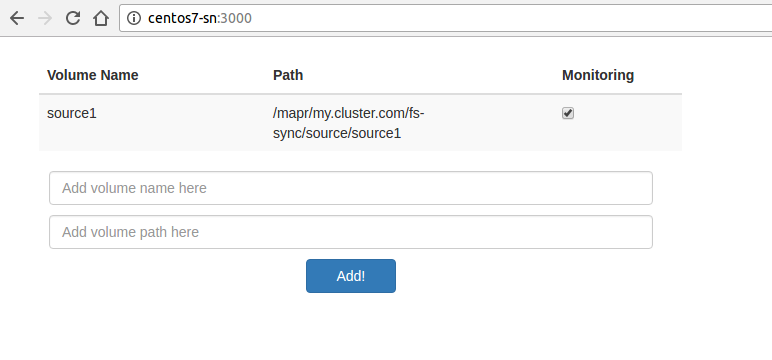 centos7-sn:3000
Volume Name Path Monitoring
source1 /mapr/my.cluster.com/fs-
sync/source/source1
Add volume name here
Add volume path here
Add!